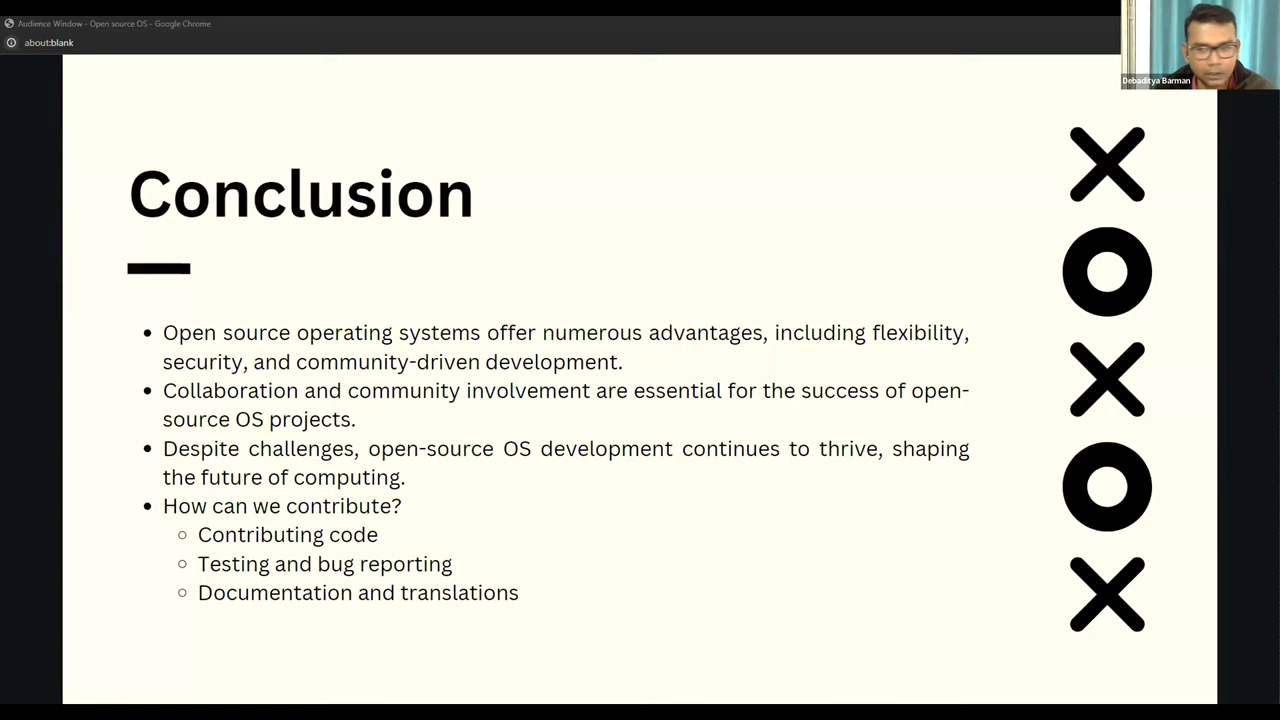 Audience Window - Open source OS - Google Chrome
about:blank
Debaditya Barman
Conclusion
• Open source operating systems offer numerous advantages, including flexibility,
security, and community-driven development.
• Collaboration and community involvement are essential for the success of open-
source OS projects.
• Despite challenges, open-source OS development continues to thrive, shaping
the future of computing.
• How can we contribute?
○ Contributing code
○ Testing and bug reporting
○ Documentation and translations